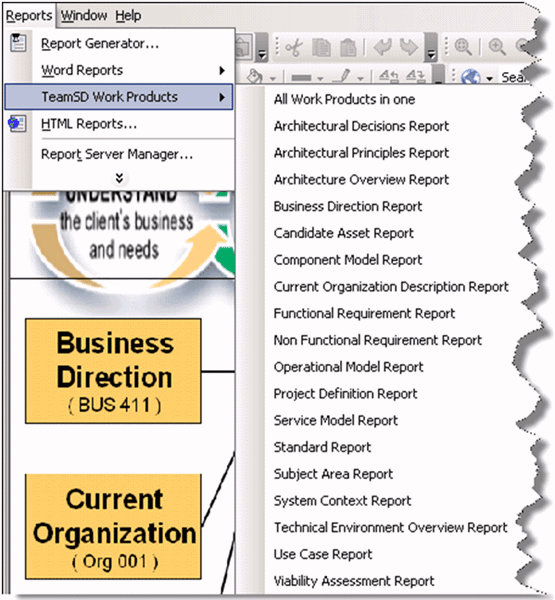 Reports Window Help
Report Generator...
Word Reports
TeamSD Work Products
HTML Reports...
Report Server Manager...
Sea
All Work Products in one
Architectural Decisions Report
Architectural Principles Report
Architecture Overview Report
Business Direction Report
Candidate Asset Report
Component Model Report
Current Organization Description Report
Functional Requirement Report
Non Functional Requirement Report
Operational Model Report
Project Definition Report
Service Model Report
Standard Report
Subject Area Report
System Context Report
Technical Environment Overview Report
Use Case Report
Viability Assessment Report
UNDERSTAND
the client's business
and needs
Business
Direction
( BUS 411 )
Current
Organization
( Org 001 )